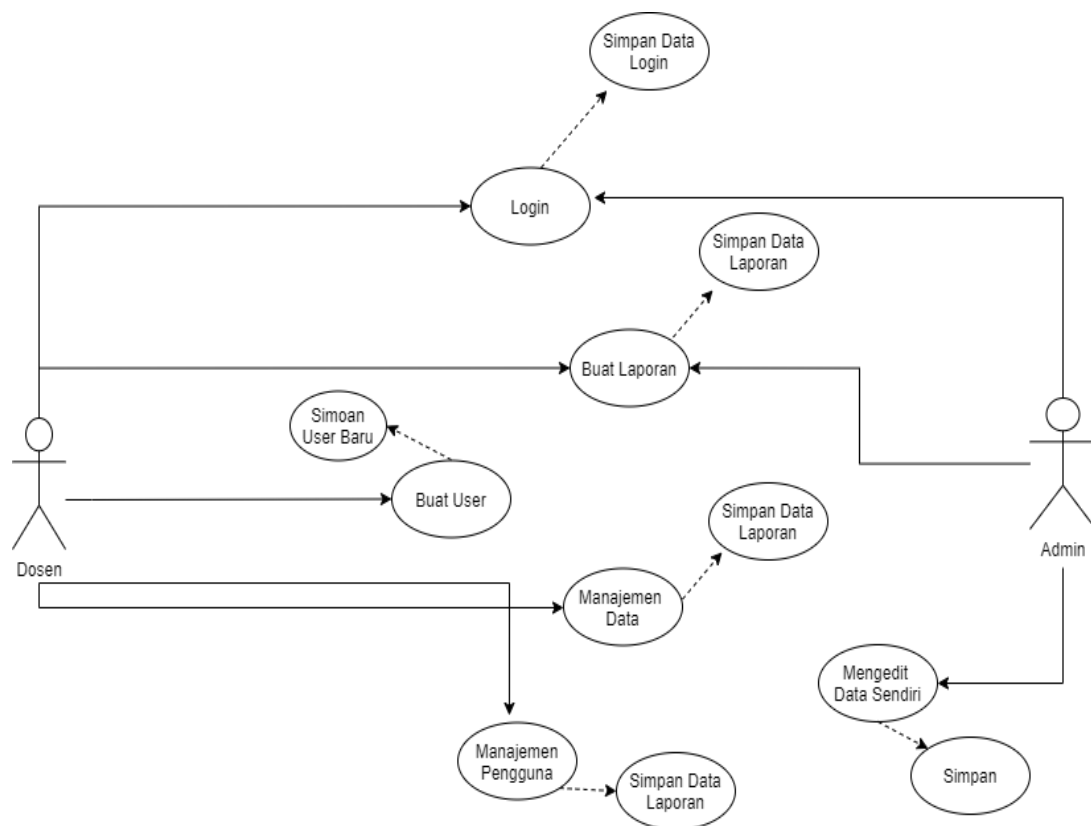 Simpan Data
Login
Login
Simpan Data
Laporan
Buat Laporan
Simoan
User Baru
Buat User
Simpan Data
Laporan
Dosen
Admin
Manajemen
Data
Mengedit
Data Sendiri
Manajemen
Pengguna
Simpan Data
Laporan
Simpan